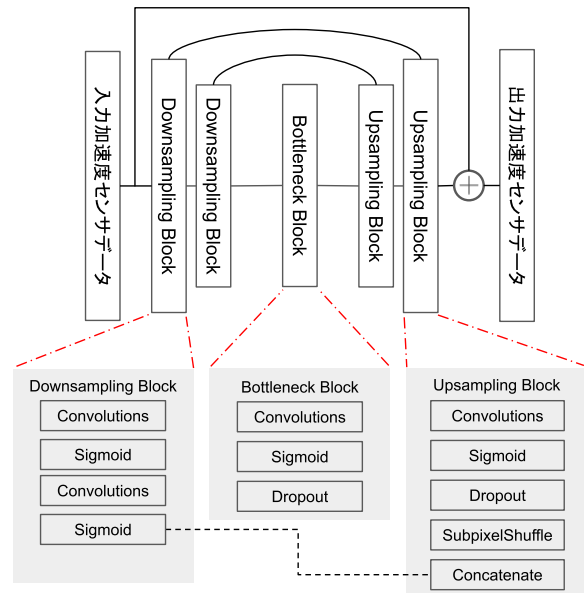 入力加速度センサデータ
Downsampling Block
Downsampling Block
Bottleneck Block
Upsampling Block
Upsampling Block
出力加速度センサデータ
Downsampling Block
Convolutions
Sigmoid
Convolutions
Sigmoid
Bottleneck Block
Convolutions
Sigmoid
Dropout
Upsampling Block
Convolutions
Sigmoid
Dropout
SubpixelShuffle
Concatenate